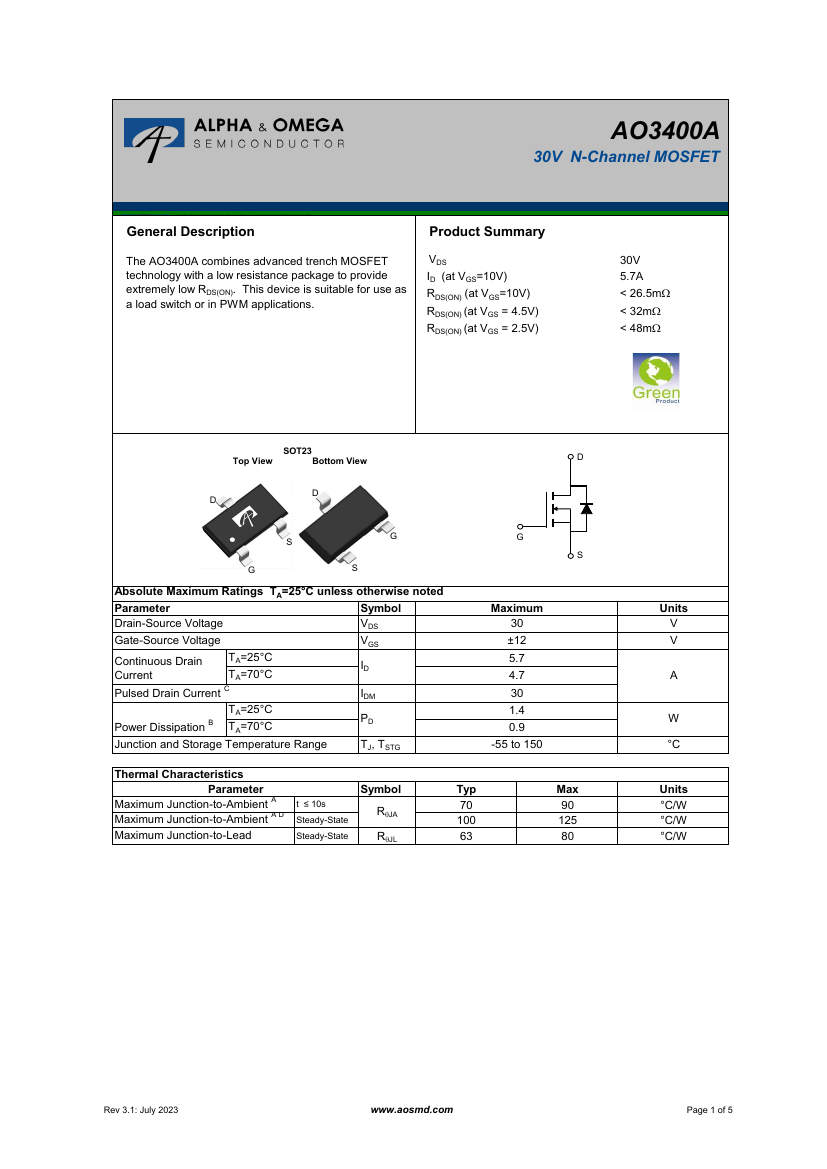 ALPHA & OMEGA
SEMICONDUCTOR
AO3400A
30V N-Channel MOSFET
General Description
The AO3400A combines advanced trench MOSFET
technology with a low resistance package to provide
extremely low RDS(ON). This device is suitable for use as
a load switch or in PWM applications.
Product Summary
VDS 30V
ID (at VGS=10V) 5.7A
RDS(ON) (at VGS=10V) < 26.5mΩ
RDS(ON) (at VGS = 4.5V) < 32mΩ
RDS(ON) (at VGS = 2.5V) < 48mΩ
Green
Product
SOT23
Top View Bottom View
D
S
G
D
G
S
D
G
S
Absolute Maximum Ratings TA=25°C unless otherwise noted
Parameter Symbol Maximum Units
Drain-Source Voltage VDS 30 V
Gate-Source Voltage VGS ±12 V
Continuous Drain
Current
TA=25°C ID 5.7 A
TA=70°C 4.7
Pulsed Drain Current C IDM 30
Power Dissipation B TA=25°C PD 1.4 W
TA=70°C 0.9
Junction and Storage Temperature Range TJ, TSTG -55 to 150 °C
Thermal Characteristics
Parameter Symbol Typ Max Units
Maximum Junction-to-Ambient A t ≤ 10s RθJA 70 90 °C/W
Maximum Junction-to-Ambient A D Steady-State 100 125 °C/W
Maximum Junction-to-Lead Steady-State RθJL 63 80 °C/W
Rev 3.1: July 2023 www.aosmd.com Page 1 of 5